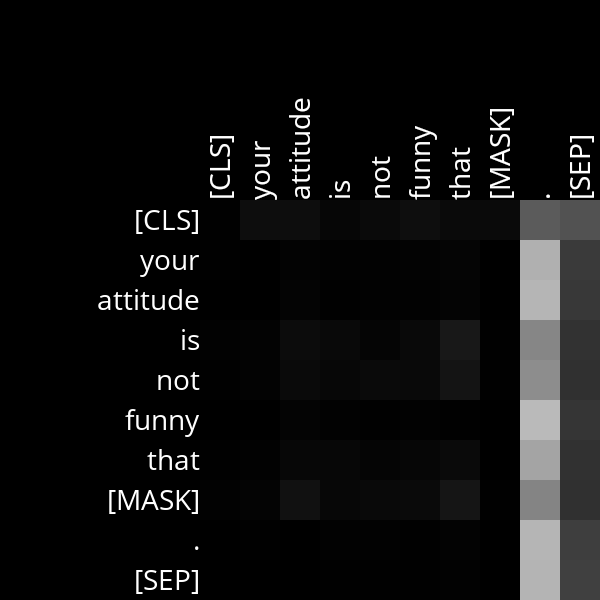 [CLS] your attitude is not funny that [MASK] . [SEP]
[CLS]
your
attitude
is
not
funny
that
[MASK]
.
[SEP]